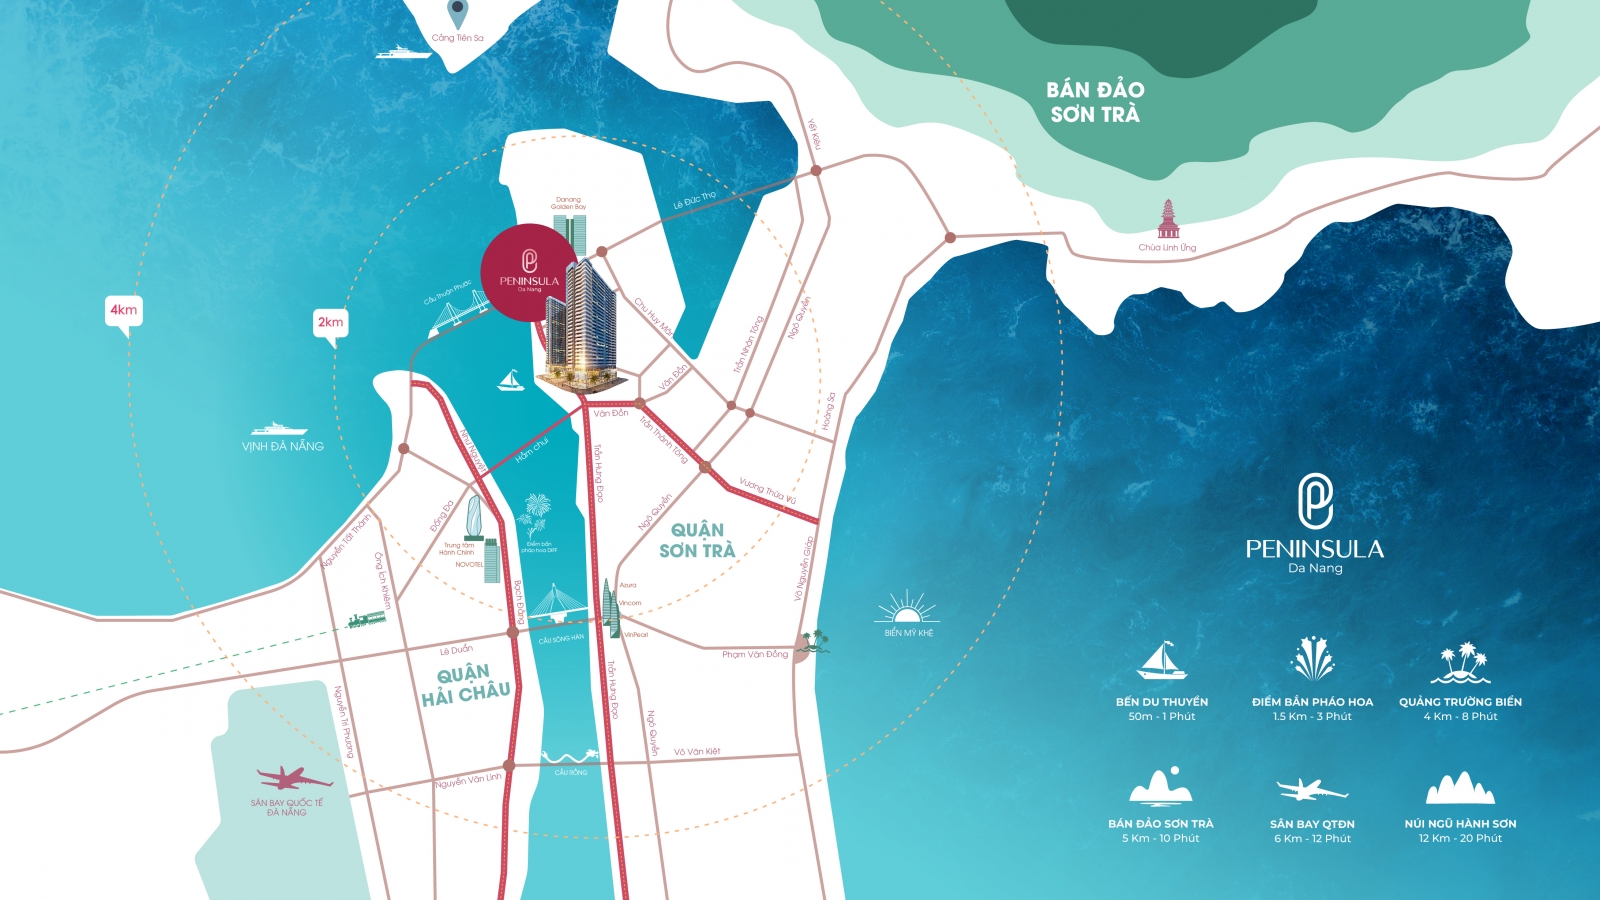 Cảng Tiên Sa
BÁN ĐẢO
SƠN TRÀ
Yết Kiêu
Lê Đức Thọ
Danang
Golden Bay
Chùa Linh Ứng
PENINSULA
Da Nang
Cầu Thuận Phước
4km
2km
Chu Huy Mân
Trần Nhân Tông
Ngô Quyền
Vân Đồn
Hoàng Sa
Vân Đồn
Trần Thánh Tông
VỊNH ĐÀ NẴNG
Như Nguyệt
Hầm chui
Trần Hưng Đạo
Vương Thừa Vũ
Đống Đa
Ngô Quyền
Nguyễn Tất Thành
Trung tâm
Hành Chính
NOVOTEL
Điểm bắn
pháo hoa DIFF
QUẬN
SƠN TRÀ
Ông Ích Khiêm
Bạch Đằng
Azura
Vincom
VinPearl
Võ Nguyên Giáp
CẦU SÔNG HÀN
BIỂN MỸ KHÊ
Lê Duẩn
Phạm Văn Đồng
QUẬN
HẢI CHÂU
Trần Hưng Đạo
Nguyễn Tri Phương
Ngô Quyền
Võ Văn Kiệt
Nguyễn Văn Linh
CẦU RỒNG
SÂN BAY QUỐC TẾ
ĐÀ NẴNG
PENINSULA
Da Nang
BẾN DU THUYỀN
50m - 1 Phút
ĐIỂM BẮN PHÁO HOA
1.5 Km - 3 Phút
QUẢNG TRƯỜNG BIỂN
4 Km - 8 Phút
BÁN ĐẢO SƠN TRÀ
5 Km - 10 Phút
SÂN BAY QTĐN
6 Km - 12 Phút
NÚI NGŨ HÀNH SƠN
12 Km - 20 Phút